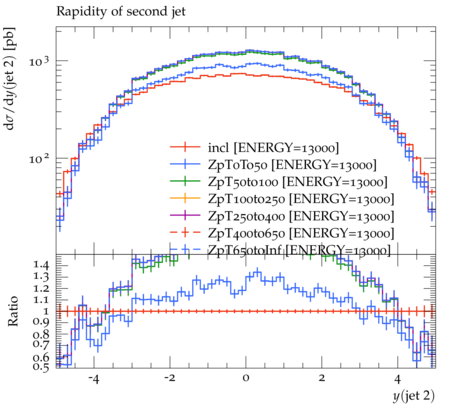 Rapidity of second jet
dσ/dy(jet 2) [pb]
10³
10²
incl [ENERGY=13000]
ZpT0To50 [ENERGY=13000]
ZpT50to100 [ENERGY=13000]
ZpT100to250 [ENERGY=13000]
ZpT250to400 [ENERGY=13000]
ZpT400to650 [ENERGY=13000]
ZpT650toInf [ENERGY=13000]
Ratio
1.4
1.3
1.2
1.1
1
0.9
0.8
0.7
0.6
0.5
-4 -2 0 2 4
y(jet 2)